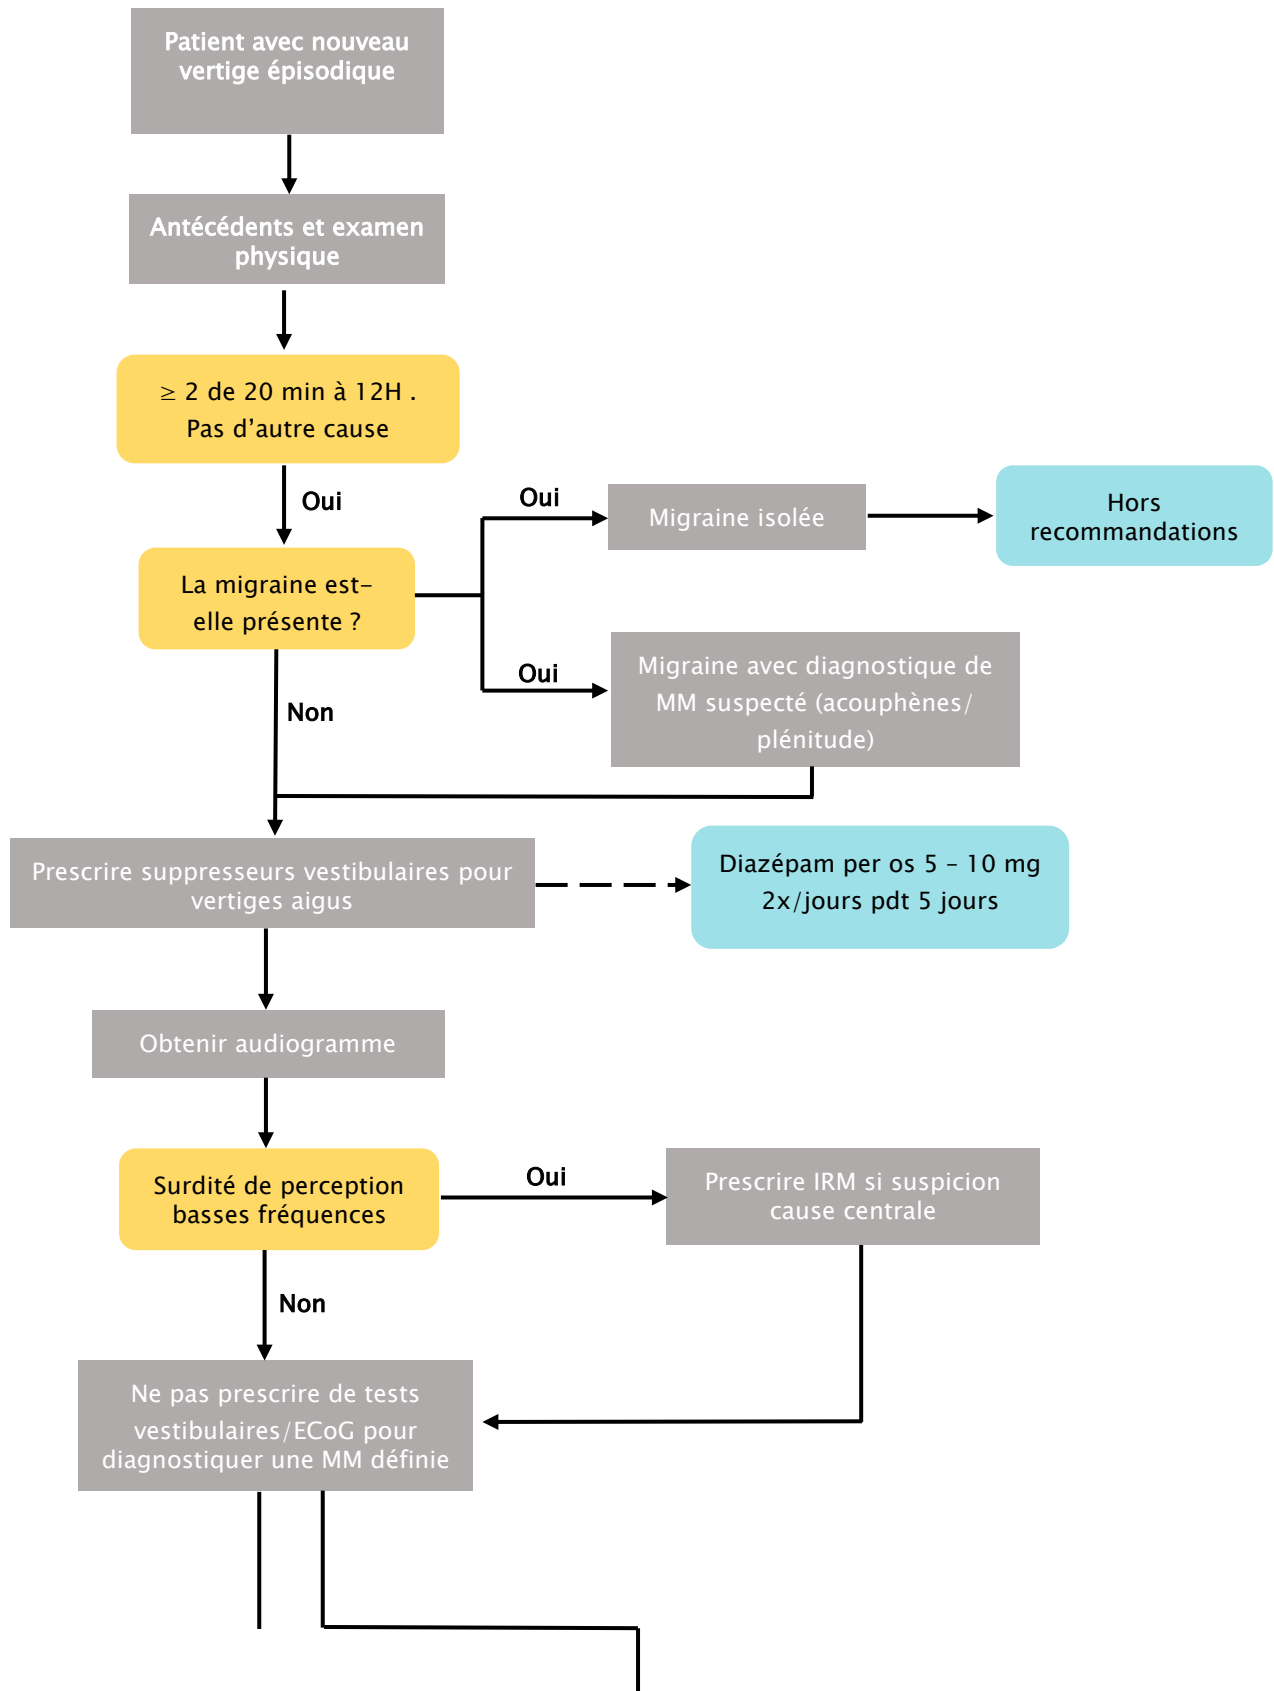 Patient avec nouveau
vertige épisodique
Antécédents et examen
physique
≥ 2 de 20 min à 12H .
Pas d’autre cause
Oui
La migraine est-
elle présente ?
Oui
Migraine isolée
Hors
recommandations
Oui
Migraine avec diagnostique de
MM suspecté (acouphènes/
plénitude)
Non
Prescrire suppresseurs vestibulaires pour
vertiges aigus
Diazépam per os 5 – 10 mg
2x/jours pdt 5 jours
Obtenir audiogramme
Surdité de perception
basses fréquences
Oui
Prescrire IRM si suspicion
cause centrale
Non
Ne pas prescrire de tests
vestibulaires/ECoG pour
diagnostiquer une MM définie